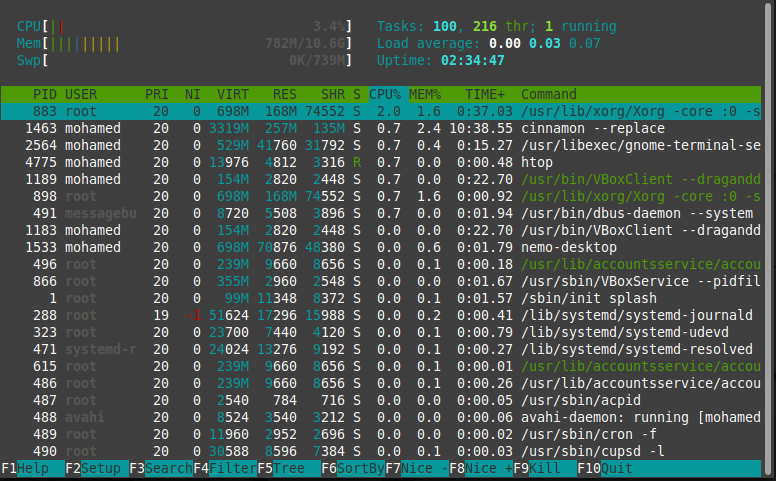 CPU[|| 3.4%] Tasks: 100, 216 thr; 1 running
Mem[|||||||||| 782M/10.6G] Load average: 0.00 0.03 0.07
Swp[ 0K/739M] Uptime: 02:34:47
PID USER PRI NI VIRT RES SHR S CPU% MEM% TIME+ Command
883 root 20 0 698M 168M 74552 S 2.0 1.6 0:37.03 /usr/lib/xorg/Xorg -core :0 -s
1463 mohamed 20 0 3319M 257M 135M S 0.7 2.4 10:38.55 cinnamon --replace
2564 mohamed 20 0 529M 41760 31792 S 0.7 0.4 0:15.27 /usr/libexec/gnome-terminal-se
4775 mohamed 20 0 13976 4812 3316 R 0.7 0.0 0:00.48 htop
1189 mohamed 20 0 154M 2820 2448 S 0.7 0.0 0:22.70 /usr/bin/VBoxClient --dragandd
898 root 20 0 698M 168M 74552 S 0.7 1.6 0:00.92 /usr/lib/xorg/Xorg -core :0 -s
491 messagebu 20 0 8720 5508 3896 S 0.7 0.0 0:01.94 /usr/bin/dbus-daemon --system
1183 mohamed 20 0 154M 2820 2448 S 0.0 0.0 0:22.70 /usr/bin/VBoxClient --dragandd
1533 mohamed 20 0 698M 70876 48380 S 0.0 0.6 0:01.79 nemo-desktop
496 root 20 0 239M 9660 8656 S 0.0 0.1 0:00.18 /usr/lib/accountsservice/accou
866 root 20 0 355M 2960 2548 S 0.0 0.0 0:01.67 /usr/sbin/VBoxService --pidfil
1 root 20 0 99M 11348 8372 S 0.0 0.1 0:01.57 /sbin/init splash
288 root 19 -1 51624 17296 15988 S 0.0 0.2 0:00.41 /lib/systemd/systemd-journald
323 root 20 0 23700 7440 4120 S 0.0 0.1 0:00.79 /lib/systemd/systemd-udevd
471 systemd-r 20 0 24024 13276 9192 S 0.0 0.1 0:00.27 /lib/systemd/systemd-resolved
615 root 20 0 239M 9660 8656 S 0.0 0.1 0:00.01 /usr/lib/accountsservice/accou
486 root 20 0 239M 9660 8656 S 0.0 0.1 0:00.26 /usr/lib/accountsservice/accou
487 root 20 0 2540 784 716 S 0.0 0.0 0:00.05 /usr/sbin/acpid
488 avahi 20 0 8524 3540 3212 S 0.0 0.0 0:00.06 avahi-daemon: running [mohamed
489 root 20 0 11960 2952 2696 S 0.0 0.0 0:00.02 /usr/sbin/cron -f
490 root 20 0 30588 8596 7384 S 0.0 0.1 0:00.03 /usr/sbin/cupsd -l
F1Help F2Setup F3SearchF4FilterF5Tree F6SortByF7Nice -F8Nice +F9Kill F10Quit